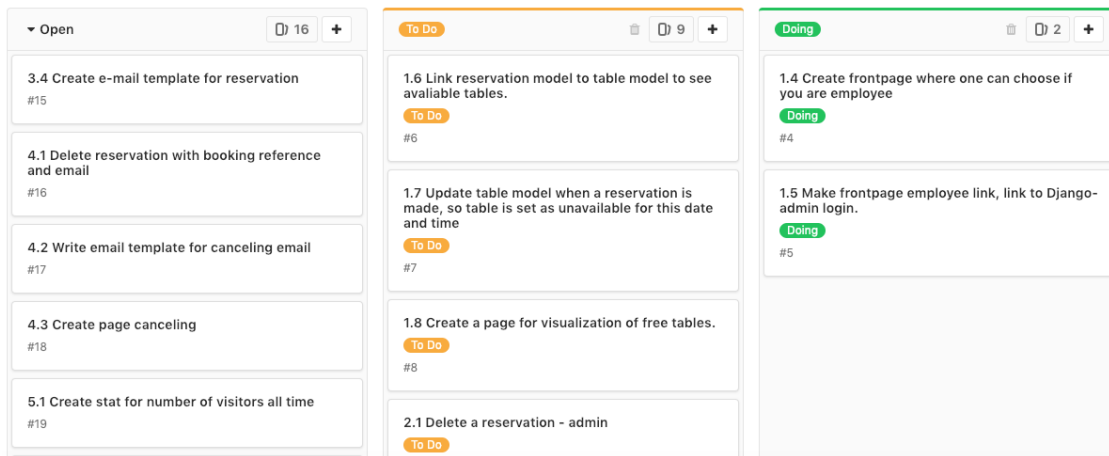 Open
16
3.4 Create e-mail template for reservation
#15
4.1 Delete reservation with booking reference
and email
#16
4.2 Write email template for canceling email
#17
4.3 Create page canceling
#18
5.1 Create stat for number of visitors all time
#19
To Do
9
1.6 Link reservation model to table model to see
avaliable tables.
To Do
#6
1.7 Update table model when a reservation is
made, so table is set as unavailable for this date
and time
To Do
#7
1.8 Create a page for visualization of free tables.
To Do
#8
2.1 Delete a reservation - admin
To Do
Doing
2
1.4 Create frontpage where one can choose if
you are employee
Doing
#4
1.5 Make frontpage employee link, link to Django-
admin login.
Doing
#5